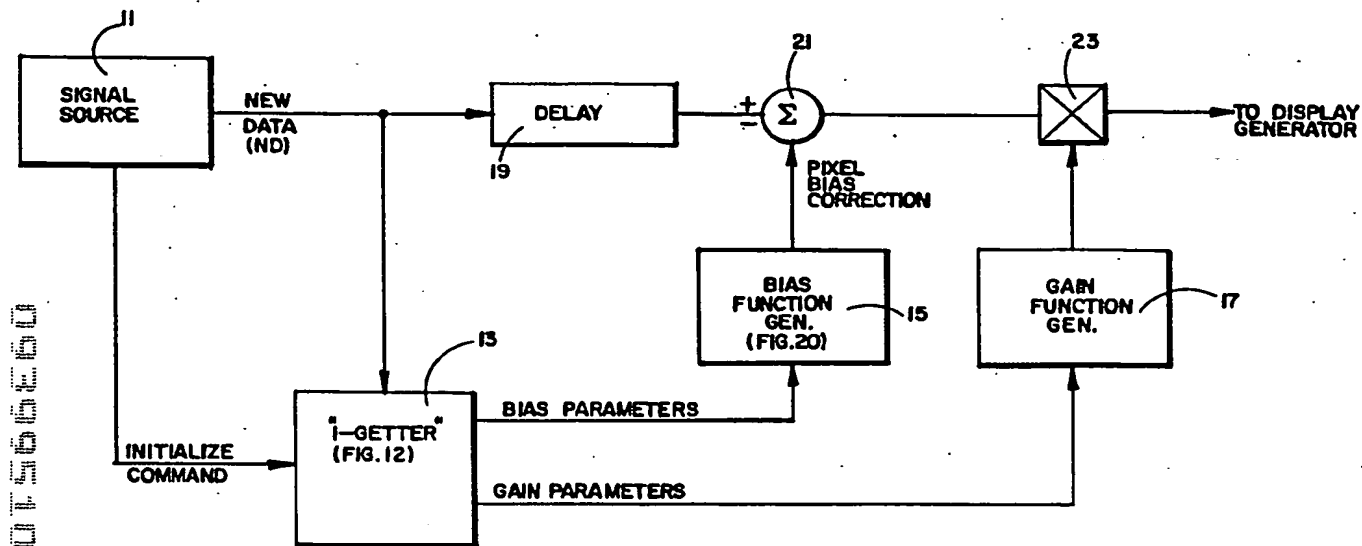 11
SIGNAL
SOURCE
NEW
DATA
(ND)
DELAY
19
+
−
Σ
21
23
TO DISPLAY
GENERATOR
PIXEL
BIAS
CORRECTION
BIAS
FUNCTION
GEN.
(FIG.20)
15
GAIN
FUNCTION
GEN.
17
13
"I-GETTER"
(FIG.12)
INITIALIZE
COMMAND
BIAS PARAMETERS
GAIN PARAMETERS